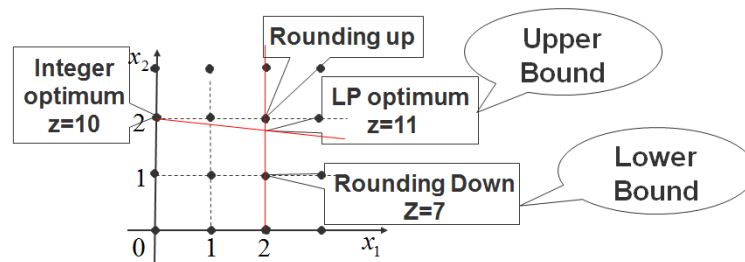 Rounding up
Upper
Bound
x2
Integer
optimum
z=10
LP optimum
z=11
2
1
Rounding Down
Z=7
Lower
Bound
0
1
2
x1